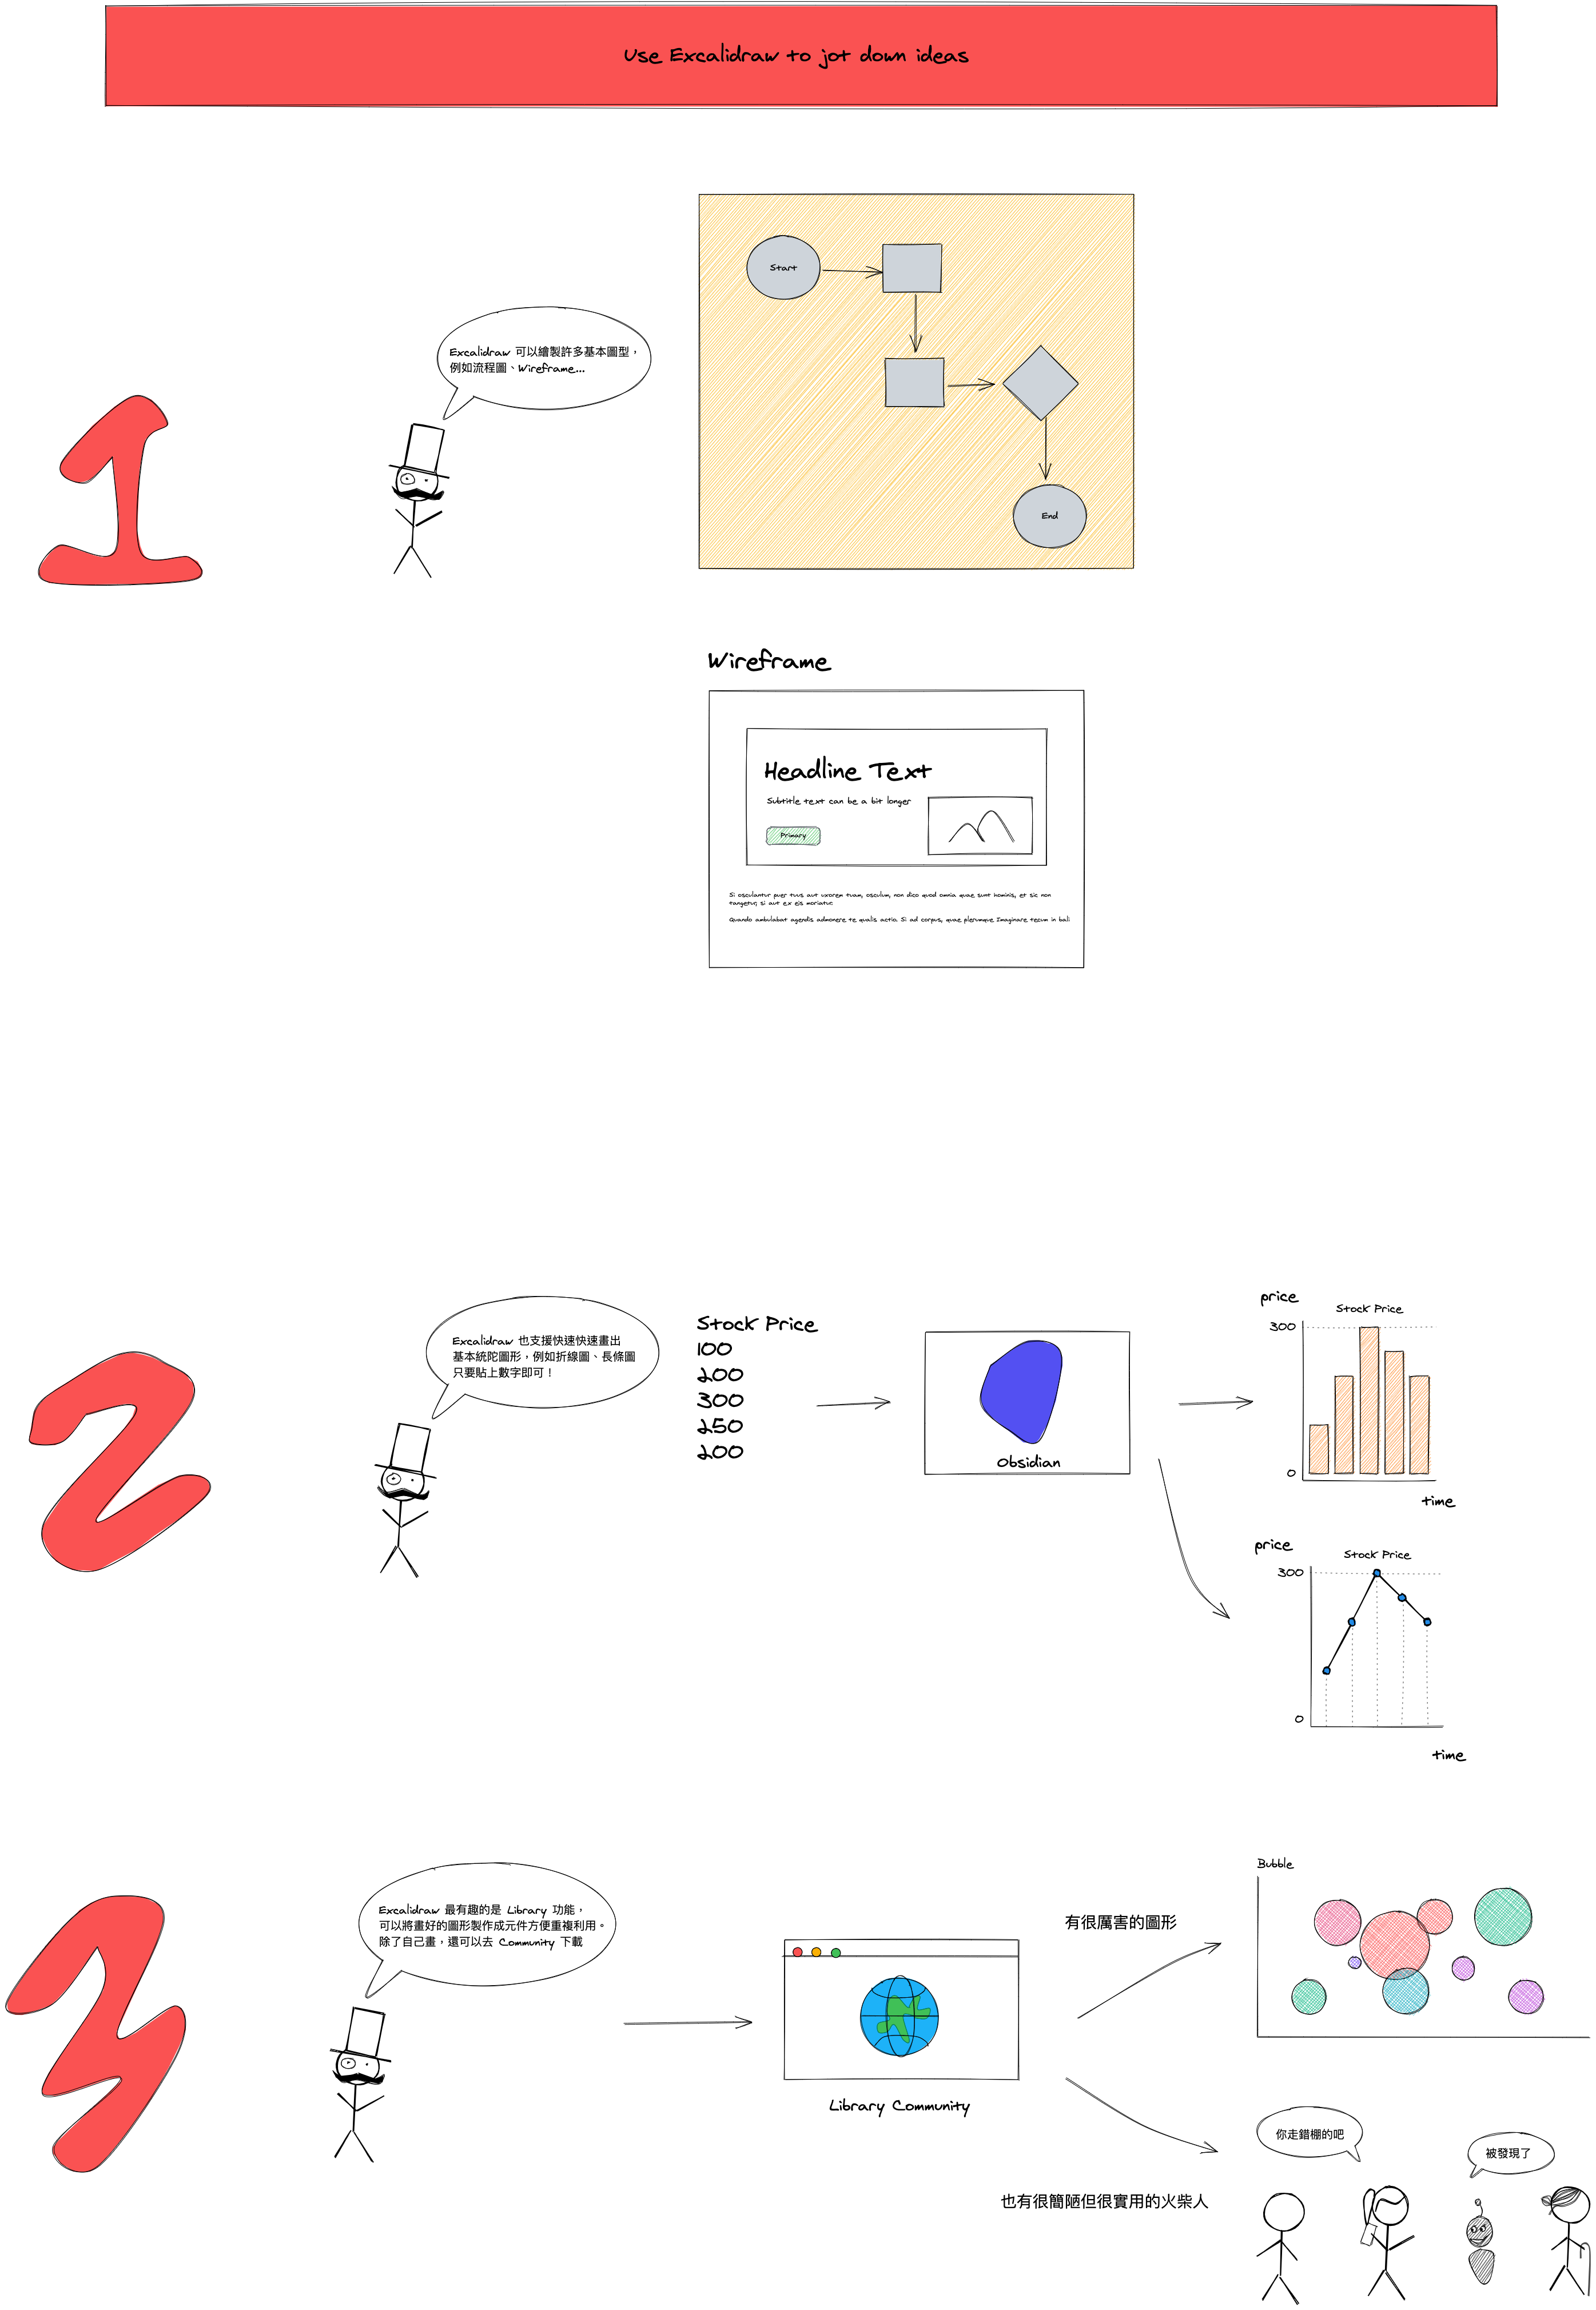 Use Excalidraw to jot down ideas
Start
Excalidraw 可以繪製許多基本圖型，
例如流程圖、Wireframe...
End
1
Wireframe
Headline Text
Subtitle text can be a bit longer
Primary
Si osculantur puer tuus aut uxorem tuam, osculum, non dico quod omnia quae sunt hominis, et sic non
tangetur; si aut ex eis moriatur.
Quando ambulabat agendis admonere te qualis actio. Si ad corpus, quae plerumque Imaginare tecum in bali
2
Excalidraw 也支援快速快速畫出
基本統陀圖形，例如折線圖、長條圖
只要貼上數字即可！
Stock Price
100
200
300
250
200
Obsidian
price
Stock Price
300
0
time
price
Stock Price
300
0
time
3
Excalidraw 最有趣的是 Library 功能，
可以將畫好的圖形製作成元件方便重複利用。
除了自己畫，還可以去 Community 下載
Library Community
有很厲害的圖形
Bubble
也有很簡陋但很實用的火柴人
你走錯棚的吧
被發現了